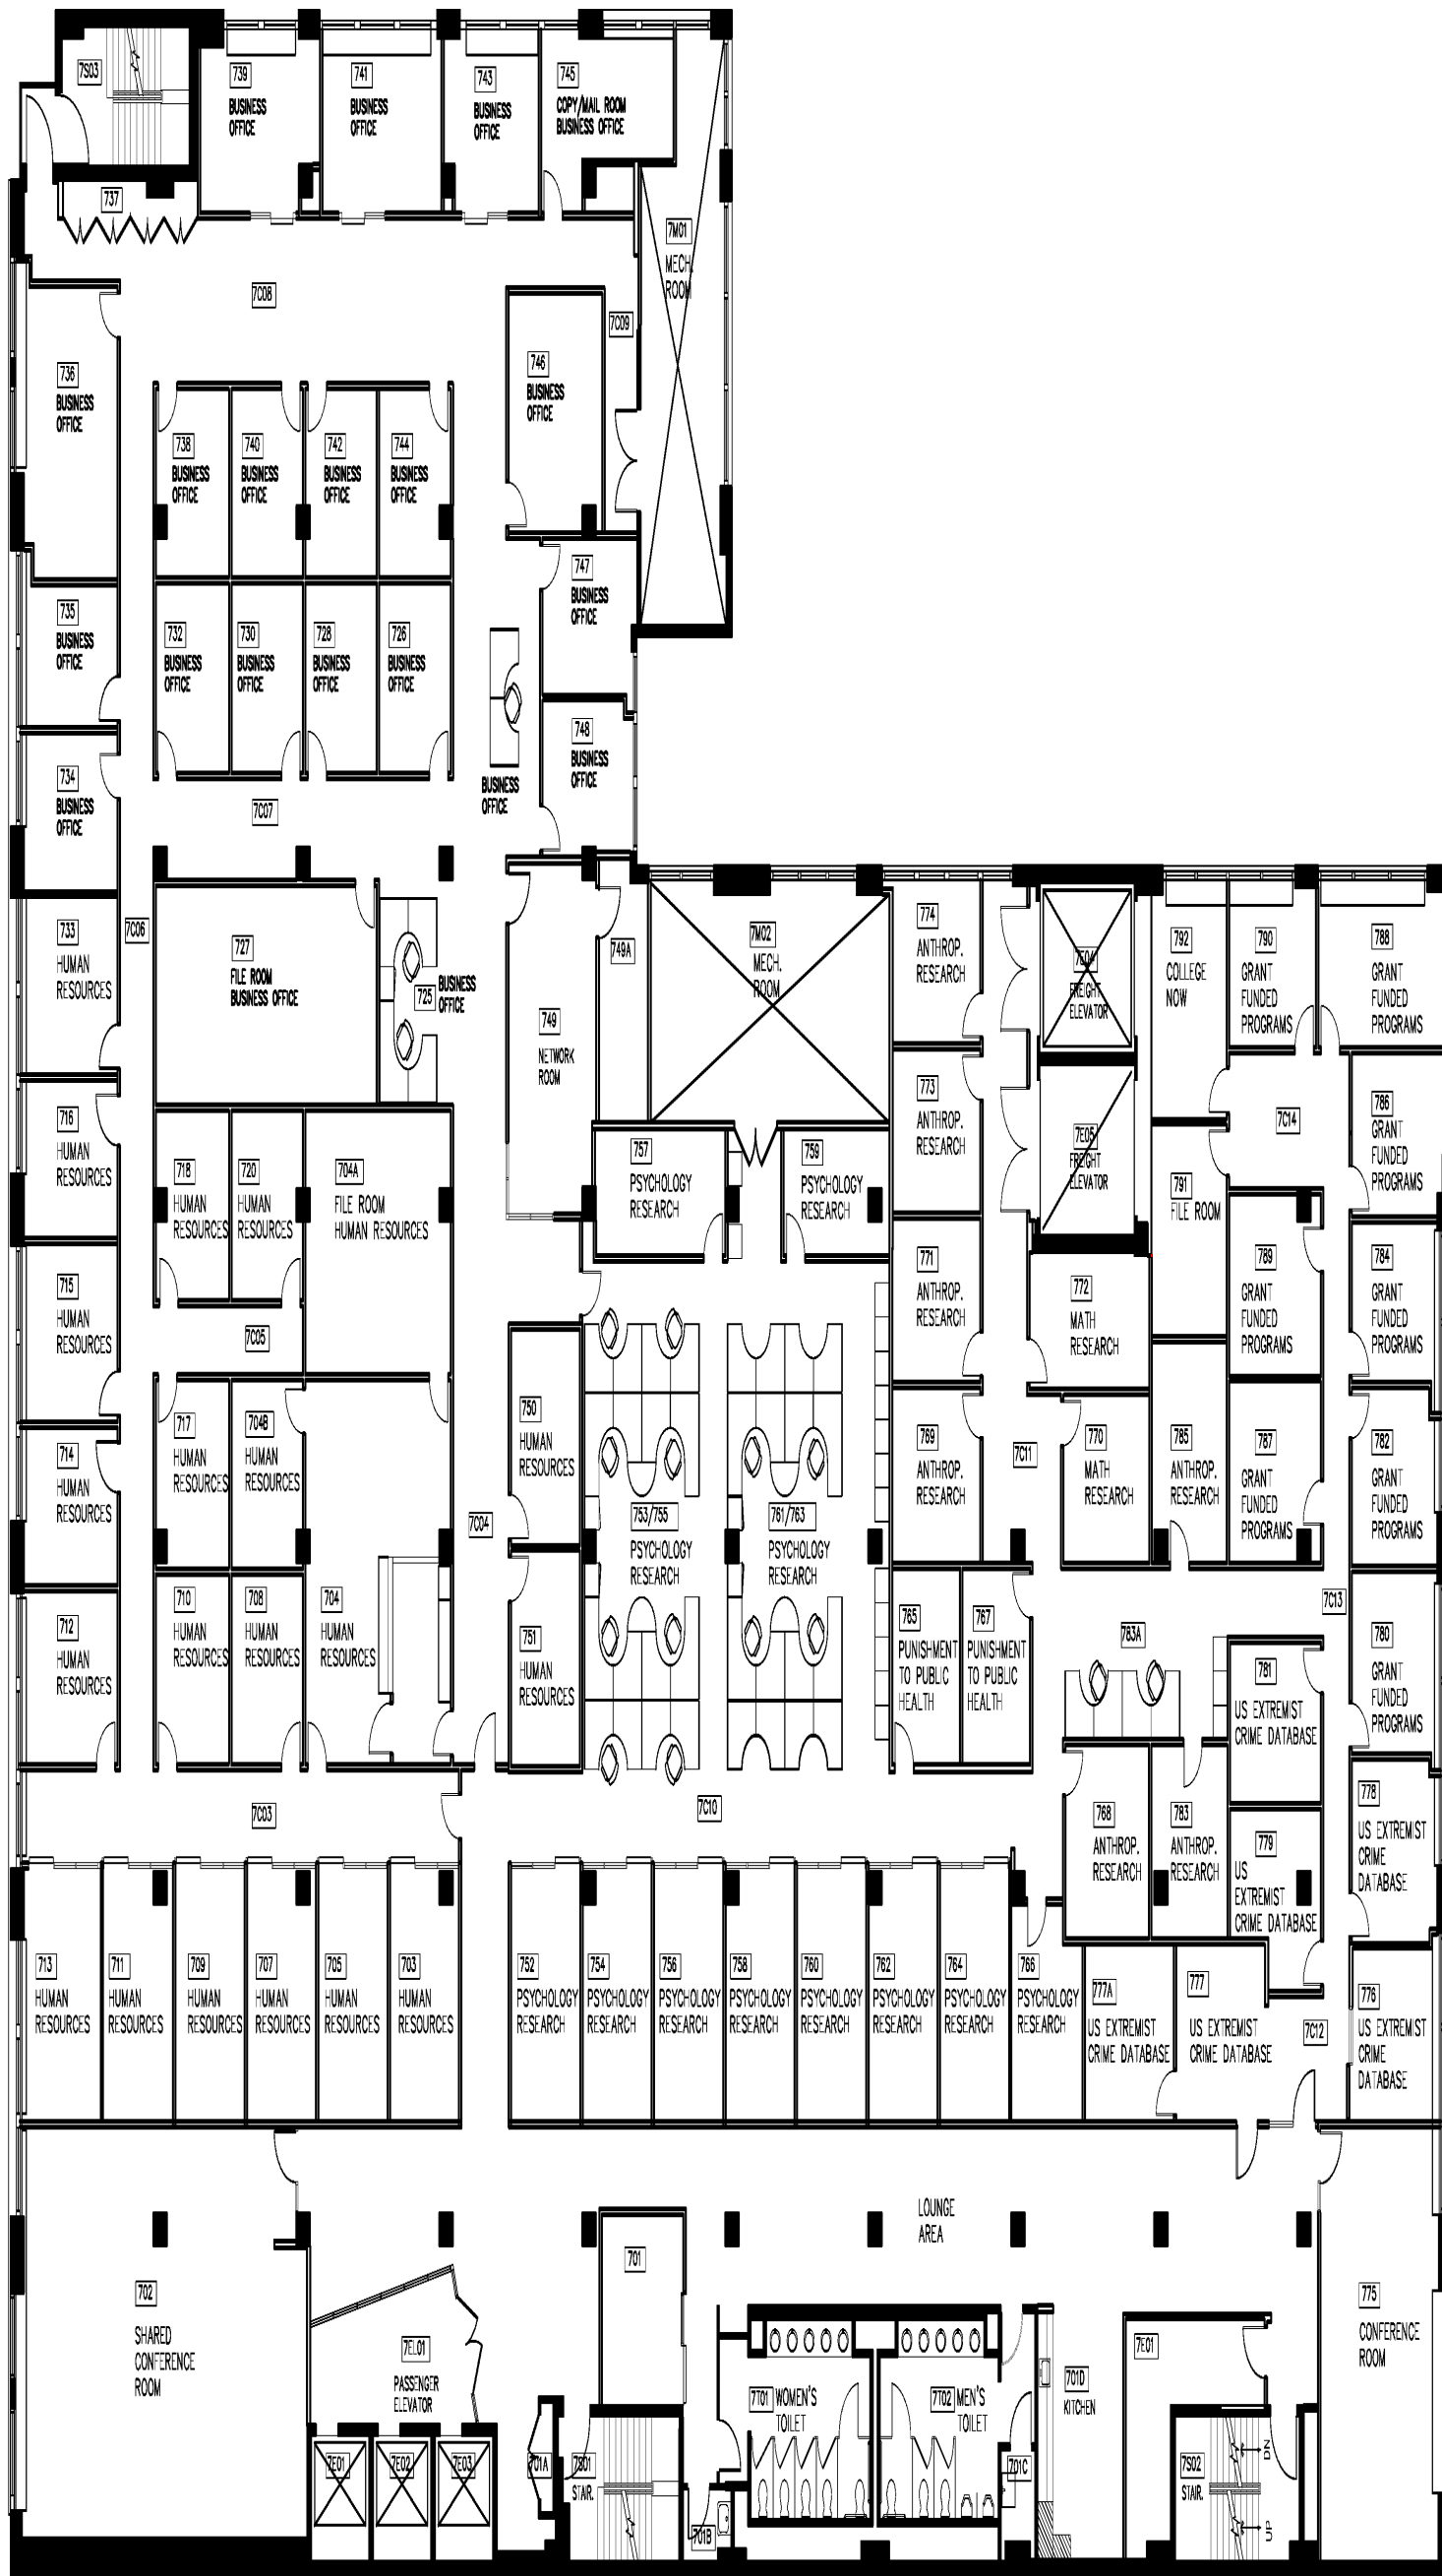 7S03
739
BUSINESS
OFFICE
741
BUSINESS
OFFICE
743
BUSINESS
OFFICE
745
COPY/MAIL ROOM
BUSINESS OFFICE
737
7M01
MECH.
ROOM
7C08
7C09
736
BUSINESS
OFFICE
746
BUSINESS
OFFICE
738
BUSINESS
OFFICE
740
BUSINESS
OFFICE
742
BUSINESS
OFFICE
744
BUSINESS
OFFICE
747
BUSINESS
OFFICE
735
BUSINESS
OFFICE
732
BUSINESS
OFFICE
730
BUSINESS
OFFICE
728
BUSINESS
OFFICE
726
BUSINESS
OFFICE
748
BUSINESS
OFFICE
734
BUSINESS
OFFICE
BUSINESS
OFFICE
7C07
733
HUMAN
RESOURCES
7C06
727
FILE ROOM
BUSINESS OFFICE
725
BUSINESS
OFFICE
749A
749
NETWORK
ROOM
7M02
MECH.
ROOM
774
ANTHROP.
RESEARCH
7E04
FREIGHT
ELEVATOR
792
COLLEGE
NOW
790
GRANT
FUNDED
PROGRAMS
788
GRANT
FUNDED
PROGRAMS
716
HUMAN
RESOURCES
718
HUMAN
RESOURCES
720
HUMAN
RESOURCES
704A
FILE ROOM
HUMAN RESOURCES
757
PSYCHOLOGY
RESEARCH
759
PSYCHOLOGY
RESEARCH
773
ANTHROP.
RESEARCH
7E05
FREIGHT
ELEVATOR
791
FILE ROOM
7C14
786
GRANT
FUNDED
PROGRAMS
715
HUMAN
RESOURCES
7C05
771
ANTHROP.
RESEARCH
772
MATH
RESEARCH
789
GRANT
FUNDED
PROGRAMS
784
GRANT
FUNDED
PROGRAMS
714
HUMAN
RESOURCES
717
HUMAN
RESOURCES
704B
HUMAN
RESOURCES
750
HUMAN
RESOURCES
7C04
753/755
PSYCHOLOGY
RESEARCH
761/763
PSYCHOLOGY
RESEARCH
769
ANTHROP.
RESEARCH
7C11
770
MATH
RESEARCH
785
ANTHROP.
RESEARCH
787
GRANT
FUNDED
PROGRAMS
782
GRANT
FUNDED
PROGRAMS
712
HUMAN
RESOURCES
710
HUMAN
RESOURCES
708
HUMAN
RESOURCES
704
HUMAN
RESOURCES
751
HUMAN
RESOURCES
765
PUNISHMENT
TO PUBLIC
HEALTH
767
PUNISHMENT
TO PUBLIC
HEALTH
783A
7C13
781
US EXTREMIST
CRIME DATABASE
780
GRANT
FUNDED
PROGRAMS
7C03
7C10
768
ANTHROP.
RESEARCH
783
ANTHROP.
RESEARCH
779
US
EXTREMIST
CRIME DATABASE
778
US EXTREMIST
CRIME
DATABASE
713
HUMAN
RESOURCES
711
HUMAN
RESOURCES
709
HUMAN
RESOURCES
707
HUMAN
RESOURCES
705
HUMAN
RESOURCES
703
HUMAN
RESOURCES
752
PSYCHOLOGY
RESEARCH
754
PSYCHOLOGY
RESEARCH
756
PSYCHOLOGY
RESEARCH
758
PSYCHOLOGY
RESEARCH
760
PSYCHOLOGY
RESEARCH
762
PSYCHOLOGY
RESEARCH
764
PSYCHOLOGY
RESEARCH
766
PSYCHOLOGY
RESEARCH
777A
US EXTREMIST
CRIME DATABASE
777
US EXTREMIST
CRIME DATABASE
7C12
776
US EXTREMIST
CRIME
DATABASE
LOUNGE
AREA
702
SHARED
CONFERENCE
ROOM
701
7EL01
PASSENGER
ELEVATOR
775
CONFERENCE
ROOM
7T01
WOMEN'S
TOILET
7T02
MEN'S
TOILET
701D
KITCHEN
7E01
7E01
7E02
7E03
701A
7S01
STAIR.
701B
701C
7S02
STAIR.
DN
UP